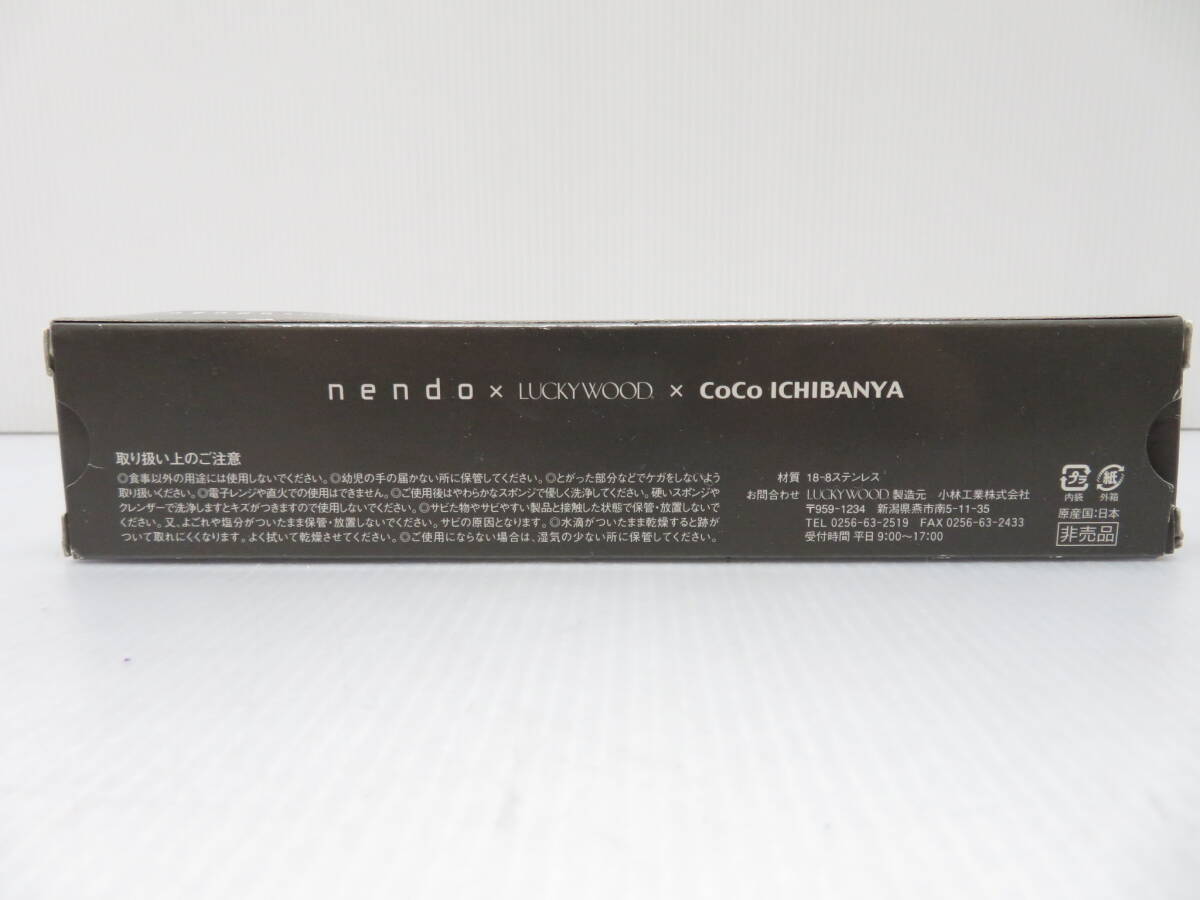 nendo × LUCKYWOOD × CoCo ICHIBANYA
取り扱い上のご注意
◎食事以外の用途には使用しないでください。◎幼児の手の届かない所に保管してください。◎とがった部分などでケガをしないよう
取り扱いください。◎電子レンジや直火での使用はできません。◎ご使用後はやわらかなスポンジで優しく洗浄してください。硬いスポンジや
クレンザーで洗浄しますとキズがつきますので使用しないでください。◎サビた物やサビやすい製品と接触した状態で保管・放置しないで
ください。又、よごれや塩分がついたまま保管・放置しないでください。サビの原因となります。◎水滴がついたまま乾燥すると跡が
ついて取れにくくなります。よく拭いて乾燥させてください。◎ご使用にならない場合は、湿気の少ない所に保管してください。
材質 18-8ステンレス
お問合わせ LUCKYWOOD 製造元 小林工業株式会社
〒959-1234 新潟県燕市南5-11-35
TEL 0256-63-2519 FAX 0256-63-2433
受付時間 平日 9:00〜17:00
プラ 紙
内袋 外箱
原産国:日本
非売品